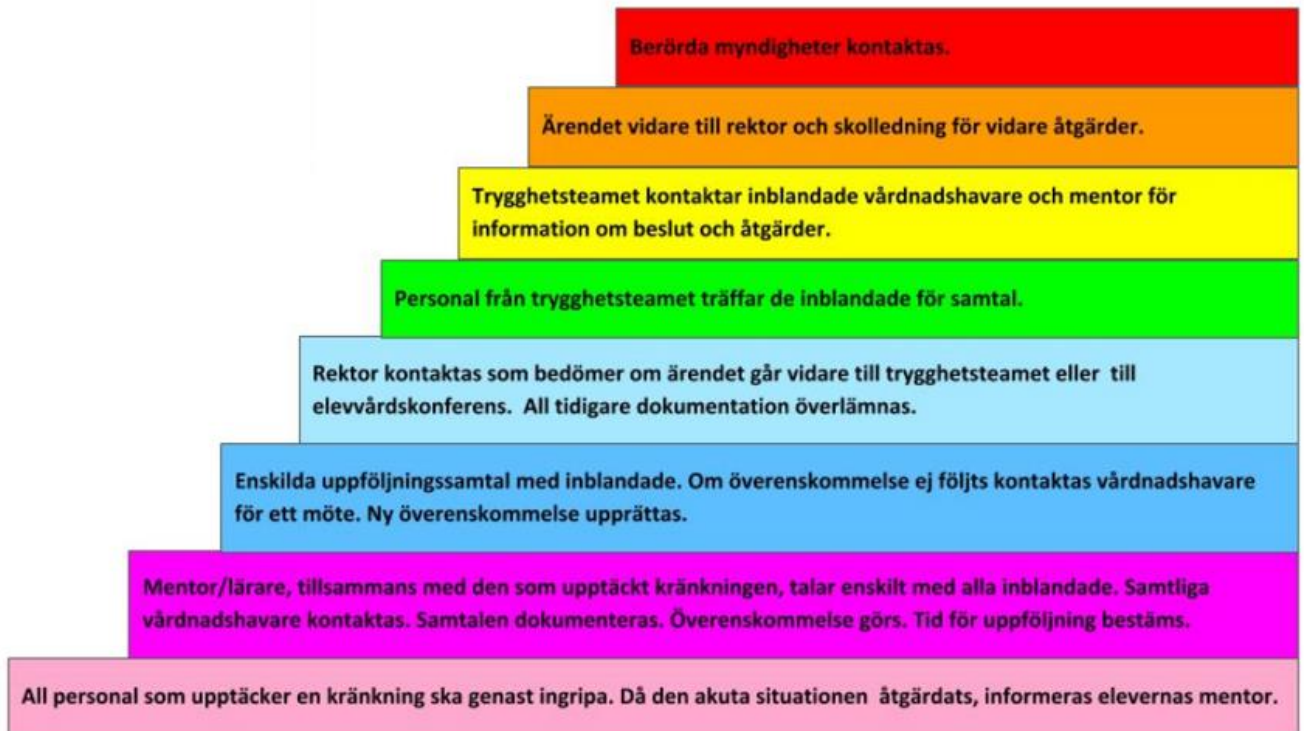 Berörda myndigheter kontaktas.
Ärendet vidare till rektor och skolledning för vidare åtgärder.
Trygghetsteamet kontaktar inblandade vårdnadshavare och mentor för
information om beslut och åtgärder.
Personal från trygghetsteamet träffar de inblandade för samtal.
Rektor kontaktas som bedömer om ärendet går vidare till trygghetsteamet eller till
elevvårdskonferens. All tidigare dokumentation överlämnas.
Enskilda uppföljningssamtal med inblandade. Om överenskommelse ej följts kontaktas vårdnadshavare
för ett möte. Ny överenskommelse upprättas.
Mentor/lärare, tillsammans med den som upptäckt kränkningen, talar enskilt med alla inblandade. Samtliga
vårdnadshavare kontaktas. Samtalen dokumenteras. Överenskommelse görs. Tid för uppföljning bestäms.
All personal som upptäcker en kränkning ska genast ingripa. Då den akuta situationen åtgärdats, informeras elevernas mentor.